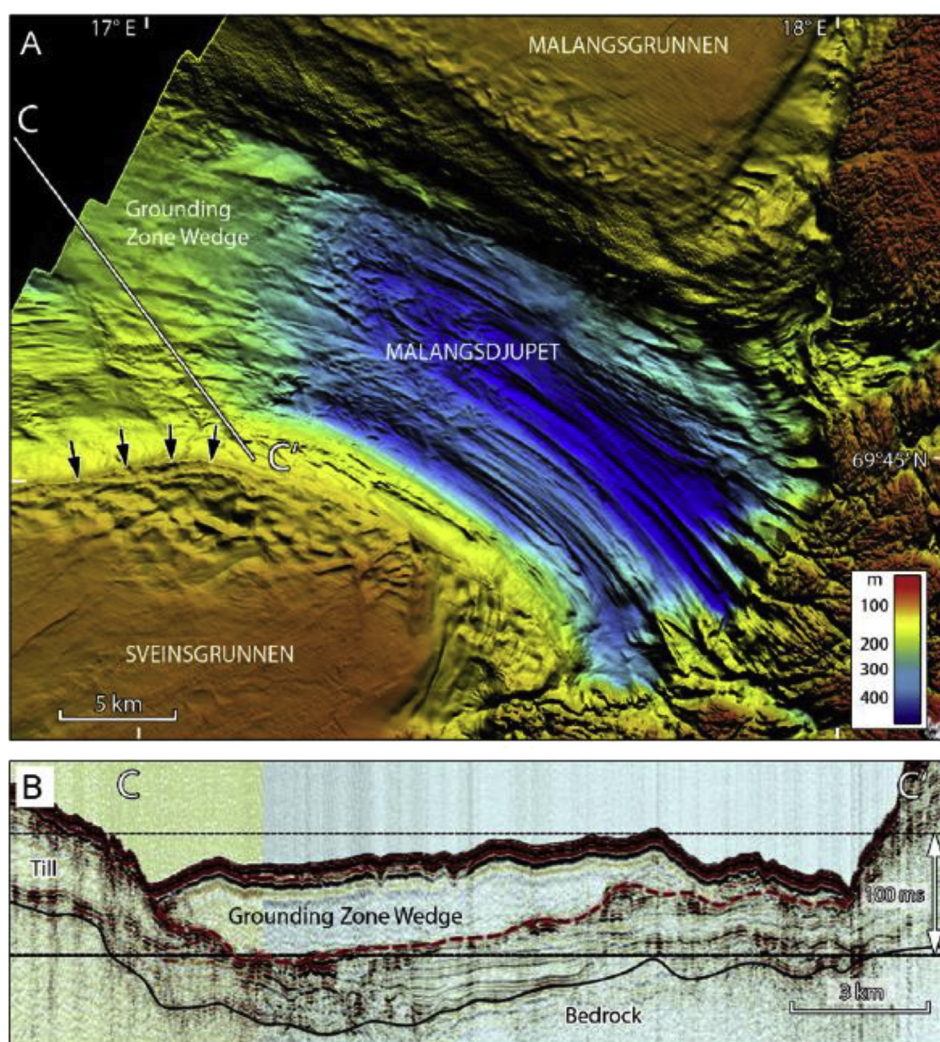 A
17° E
18° E
MALANGSGRUNNEN
C
Grounding
Zone Wedge
MALANGSDJUPET
C'
69°45' N
SVEINSGRUNNEN
5 km
m
100
200
300
400
B
C
C'
Till
Grounding Zone Wedge
100 ms
Bedrock
3 km